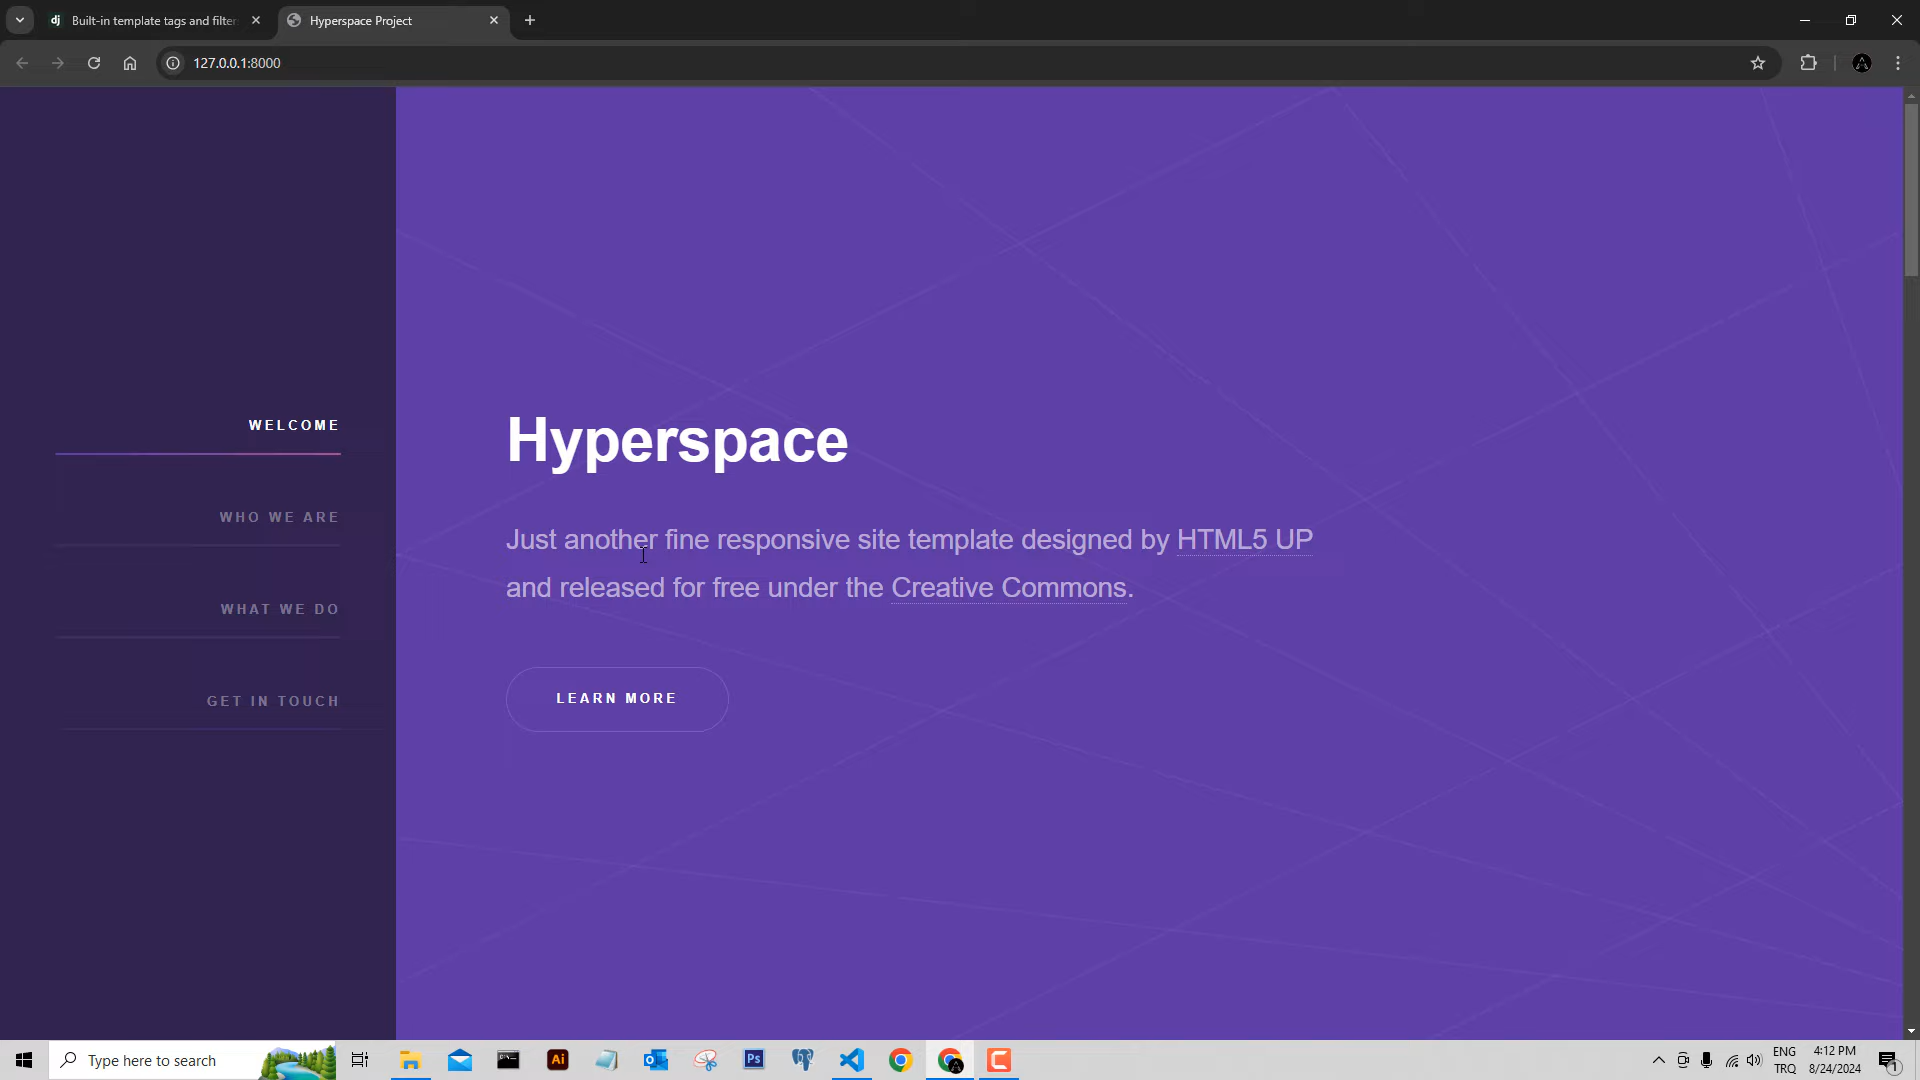 Built-in template tags and filter
Hyperspace Project
127.0.0.1:8000
WELCOME
WHO WE ARE
WHAT WE DO
GET IN TOUCH
Hyperspace
Just another fine responsive site template designed by HTML5 UP
and released for free under the Creative Commons.
LEARN MORE
Type here to search
ENG
TRQ
4:12 PM
8/24/2024